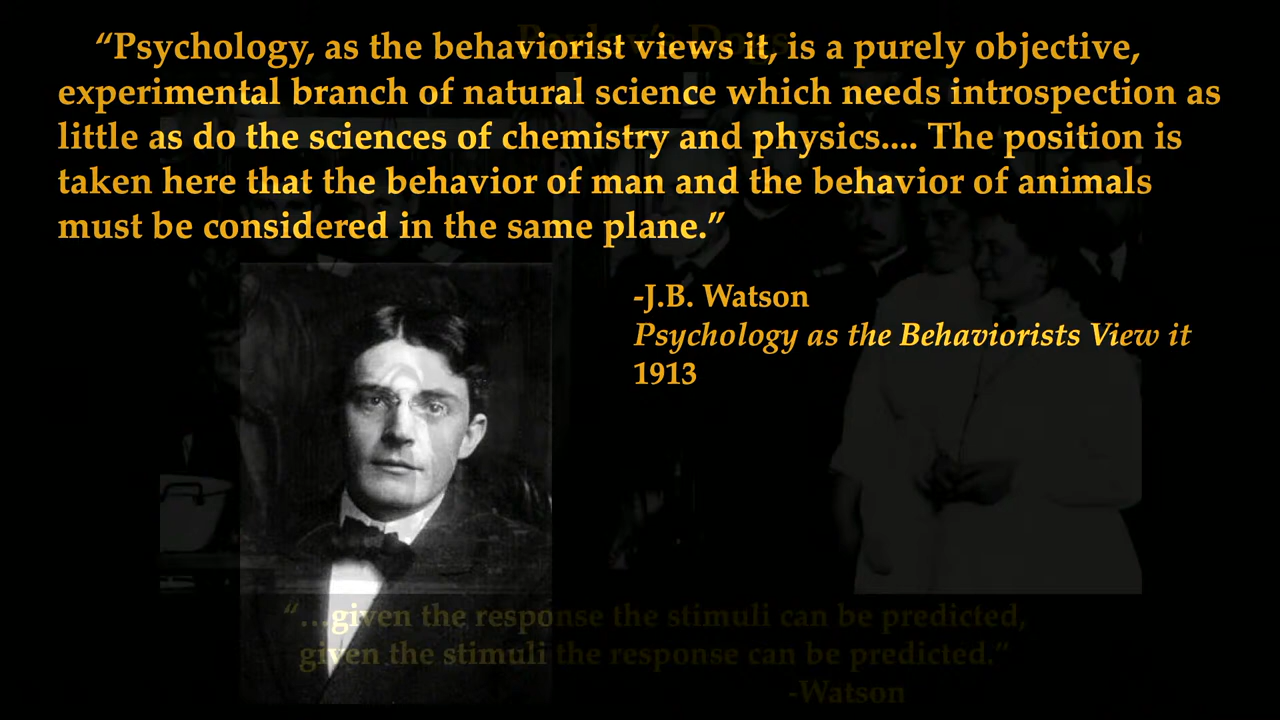 Pavlov's Dogs
“Psychology, as the behaviorist views it, is a purely objective,
experimental branch of natural science which needs introspection as
little as do the sciences of chemistry and physics.... The position is
taken here that the behavior of man and the behavior of animals
must be considered in the same plane.”
-J.B. Watson
Psychology as the Behaviorists View it
1913
“…given the response the stimuli can be predicted,
given the stimuli the response can be predicted.”
-Watson